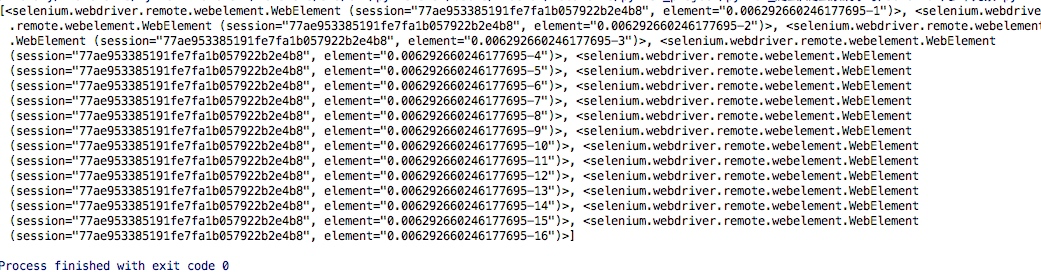 [<selenium.webdriver.remote.webelement.WebElement (session="77ae953385191fe7fa1b057922b2e4b8", element="0.006292660246177695-1")>, <selenium.webdrive
.remote.webelement.WebElement (session="77ae953385191fe7fa1b057922b2e4b8", element="0.006292660246177695-2")>, <selenium.webdriver.remote.webelement
.WebElement (session="77ae953385191fe7fa1b057922b2e4b8", element="0.006292660246177695-3")>, <selenium.webdriver.remote.webelement.WebElement
(session="77ae953385191fe7fa1b057922b2e4b8", element="0.006292660246177695-4")>, <selenium.webdriver.remote.webelement.WebElement
(session="77ae953385191fe7fa1b057922b2e4b8", element="0.006292660246177695-5")>, <selenium.webdriver.remote.webelement.WebElement
(session="77ae953385191fe7fa1b057922b2e4b8", element="0.006292660246177695-6")>, <selenium.webdriver.remote.webelement.WebElement
(session="77ae953385191fe7fa1b057922b2e4b8", element="0.006292660246177695-7")>, <selenium.webdriver.remote.webelement.WebElement
(session="77ae953385191fe7fa1b057922b2e4b8", element="0.006292660246177695-8")>, <selenium.webdriver.remote.webelement.WebElement
(session="77ae953385191fe7fa1b057922b2e4b8", element="0.006292660246177695-9")>, <selenium.webdriver.remote.webelement.WebElement
(session="77ae953385191fe7fa1b057922b2e4b8", element="0.006292660246177695-10")>, <selenium.webdriver.remote.webelement.WebElement
(session="77ae953385191fe7fa1b057922b2e4b8", element="0.006292660246177695-11")>, <selenium.webdriver.remote.webelement.WebElement
(session="77ae953385191fe7fa1b057922b2e4b8", element="0.006292660246177695-12")>, <selenium.webdriver.remote.webelement.WebElement
(session="77ae953385191fe7fa1b057922b2e4b8", element="0.006292660246177695-13")>, <selenium.webdriver.remote.webelement.WebElement
(session="77ae953385191fe7fa1b057922b2e4b8", element="0.006292660246177695-14")>, <selenium.webdriver.remote.webelement.WebElement
(session="77ae953385191fe7fa1b057922b2e4b8", element="0.006292660246177695-15")>, <selenium.webdriver.remote.webelement.WebElement
(session="77ae953385191fe7fa1b057922b2e4b8", element="0.006292660246177695-16")>]
Process finished with exit code 0